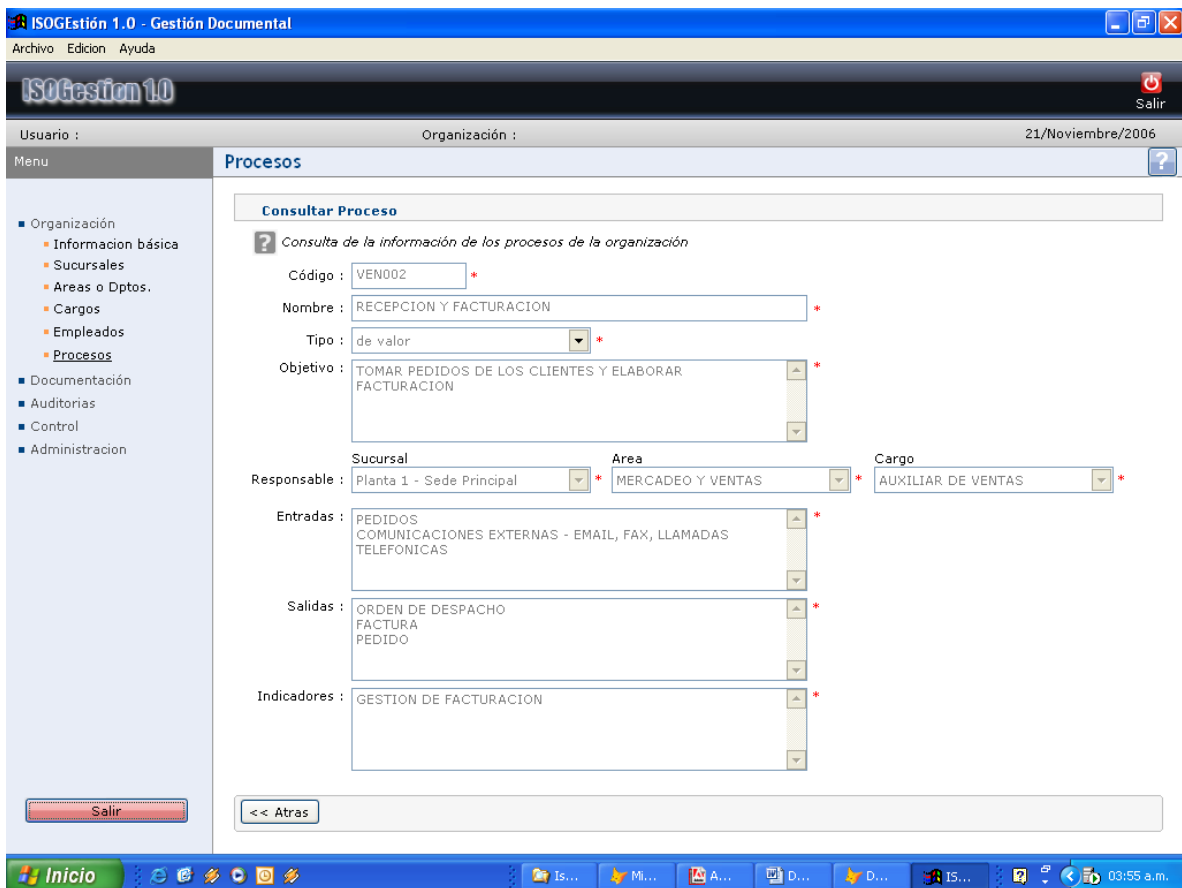 ISOGEstión 1.0 - Gestión Documental
Archivo Edicion Ayuda
ISOGestion 1.0
Salir
Usuario : Organización : 21/Noviembre/2006
Menu
Procesos
?
Organización
Informacion básica
Sucursales
Areas o Dptos.
Cargos
Empleados
Procesos
Documentación
Auditorias
Control
Administracion
Salir
Consultar Proceso
? Consulta de la información de los procesos de la organización
Código : VEN002 *
Nombre : RECEPCION Y FACTURACION *
Tipo : de valor *
Objetivo : TOMAR PEDIDOS DE LOS CLIENTES Y ELABORAR *
FACTURACION
Sucursal Area Cargo
Responsable : Planta 1 - Sede Principal * MERCADEO Y VENTAS * AUXILIAR DE VENTAS *
Entradas : PEDIDOS *
COMUNICACIONES EXTERNAS - EMAIL, FAX, LLAMADAS
TELEFONICAS
Salidas : ORDEN DE DESPACHO *
FACTURA
PEDIDO
Indicadores : GESTION DE FACTURACION *
<< Atras
Inicio Is... Mi... A... D... D... IS... 03:55 a.m.